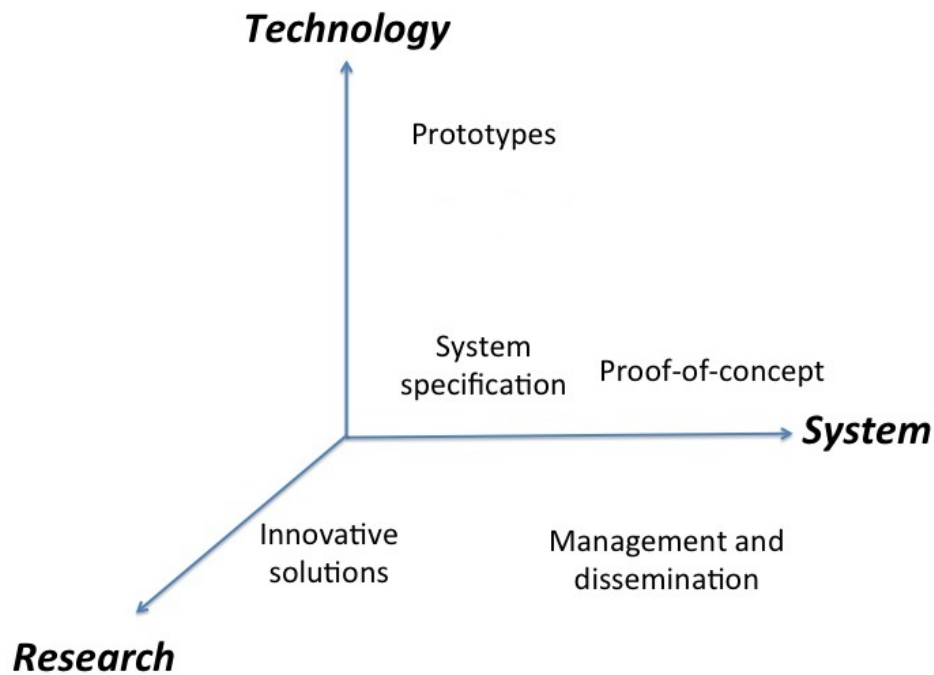 Technology
Prototypes
System
specification
Proof-of-concept
System
Innovative
solutions
Management and
dissemination
Research